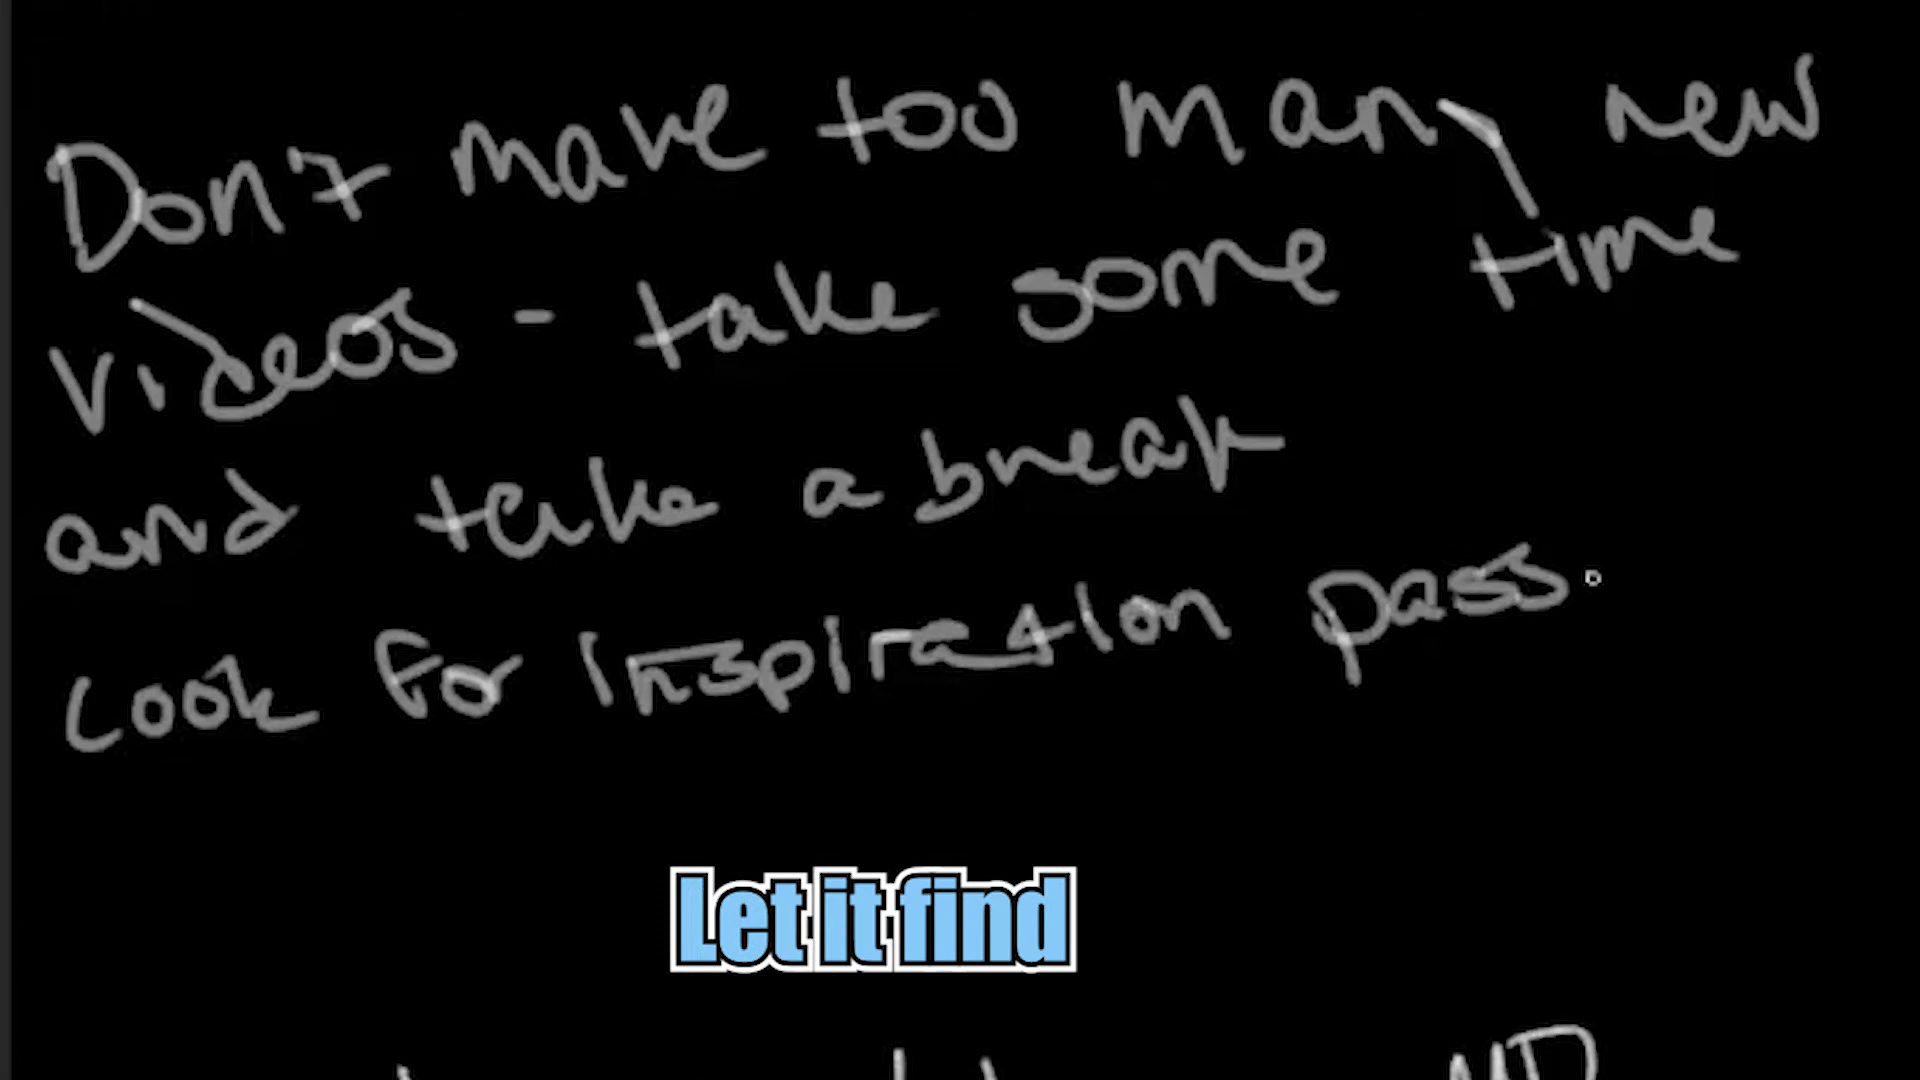 Don't make too many new
videos - take some time
and take a break
Look for inspiration pass.
Let it find
MD